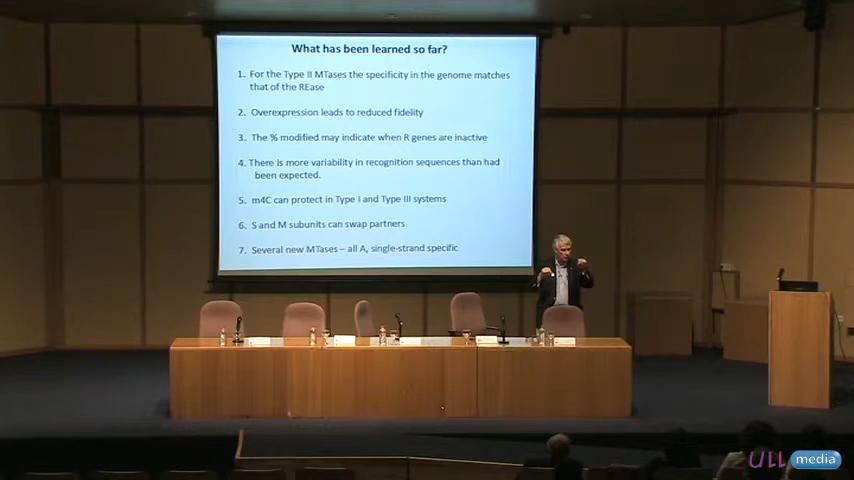 What has been learned so far?
1. For the Type II MTases the specificity in the genome matches
that of the REase
2. Overexpression leads to reduced fidelity
3. The % modified may indicate when R genes are inactive
4. There is more variability in recognition sequences than had
been expected.
5. m4C can protect in Type I and Type III systems
6. S and M subunits can swap partners
7. Several new MTases – all A, single-strand specific
ULL media